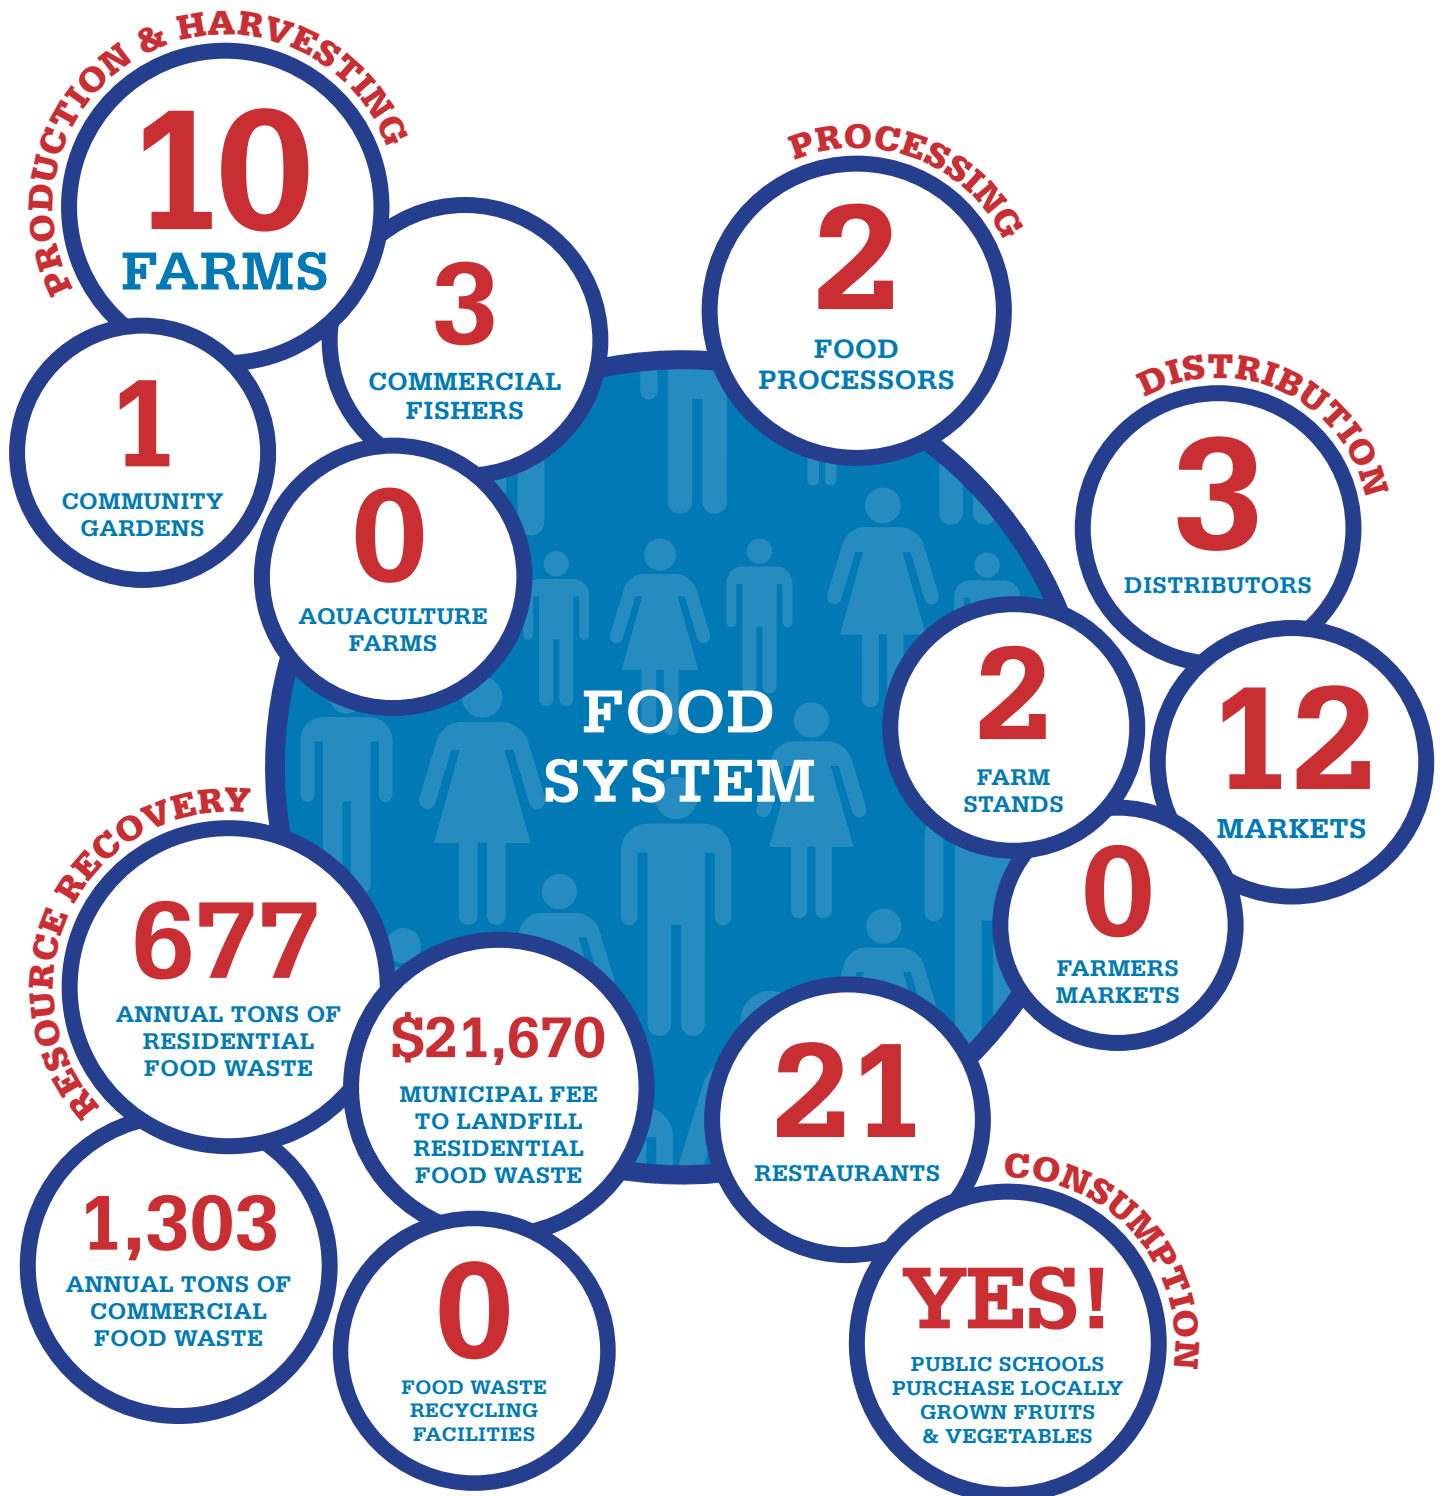 PRODUCTION & HARVESTING
10
FARMS
3
COMMERCIAL
FISHERS
1
COMMUNITY
GARDENS
0
AQUACULTURE
FARMS
PROCESSING
2
FOOD
PROCESSORS
DISTRIBUTION
3
DISTRIBUTORS
2
FARM
STANDS
12
MARKETS
0
FARMERS
MARKETS
FOOD
SYSTEM
RESOURCE RECOVERY
677
ANNUAL TONS OF
RESIDENTIAL
FOOD WASTE
$21,670
MUNICIPAL FEE
TO LANDFILL
RESIDENTIAL
FOOD WASTE
1,303
ANNUAL TONS OF
COMMERCIAL
FOOD WASTE
0
FOOD WASTE
RECYCLING
FACILITIES
21
RESTAURANTS
CONSUMPTION
YES!
PUBLIC SCHOOLS
PURCHASE LOCALLY
GROWN FRUITS
& VEGETABLES